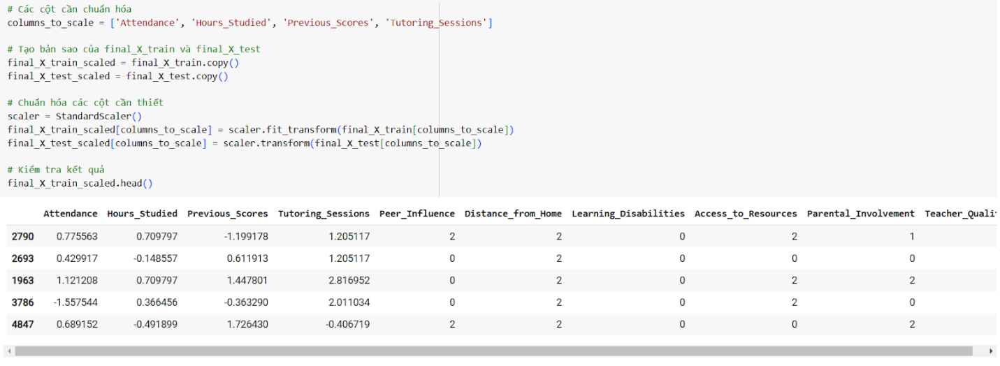 # Các cột cần chuẩn hóa
columns_to_scale = ['Attendance', 'Hours_Studied', 'Previous_Scores', 'Tutoring_Sessions']
# Tạo bản sao của final_X_train và final_X_test
final_X_train_scaled = final_X_train.copy()
final_X_test_scaled = final_X_test.copy()
# Chuẩn hóa các cột cần thiết
scaler = StandardScaler()
final_X_train_scaled[columns_to_scale] = scaler.fit_transform(final_X_train[columns_to_scale])
final_X_test_scaled[columns_to_scale] = scaler.transform(final_X_test[columns_to_scale])
# Kiểm tra kết quả
final_X_train_scaled.head()
Attendance Hours_Studied Previous_Scores Tutoring_Sessions Peer_Influence Distance_from_Home Learning_Disabilities Access_to_Resources Parental_Involvement Teacher_Quali
2790 0.775563 0.709797 -1.199178 1.205117 2 2 0 2 1
2693 0.429917 -0.148557 0.611913 1.205117 0 2 0 0 0
1963 1.121208 0.709797 1.447801 2.816952 0 2 0 2 2
3786 -1.557544 0.366456 -0.363290 2.011034 0 2 0 2 0
4847 0.689152 -0.491899 1.726430 -0.406719 2 2 0 0 2